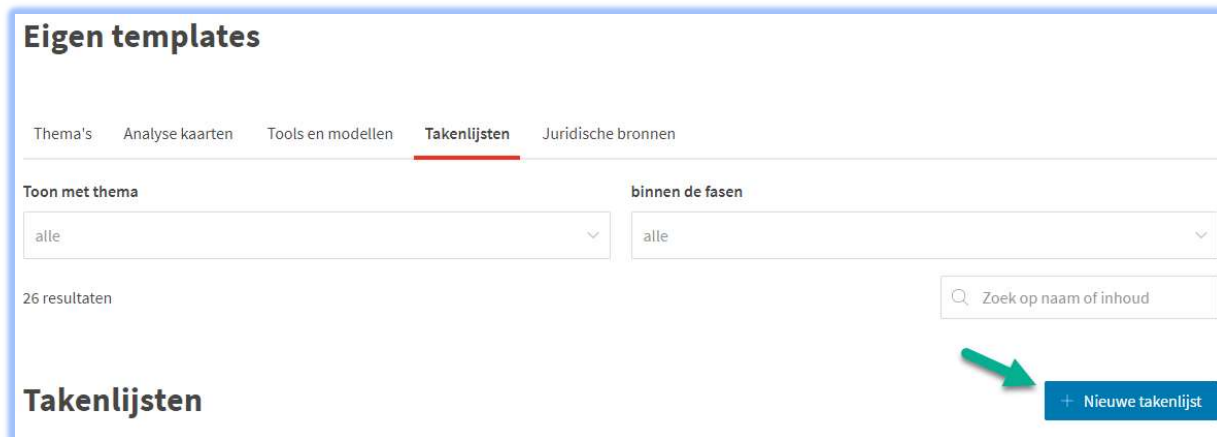 Eigen templates
Thema's Analyse kaarten Tools en modellen Takenlijsten Juridische bronnen
Toon met thema binnen de fasen
alle alle
26 resultaten Zoek op naam of inhoud
Takenlijsten + Nieuwe takenlijst